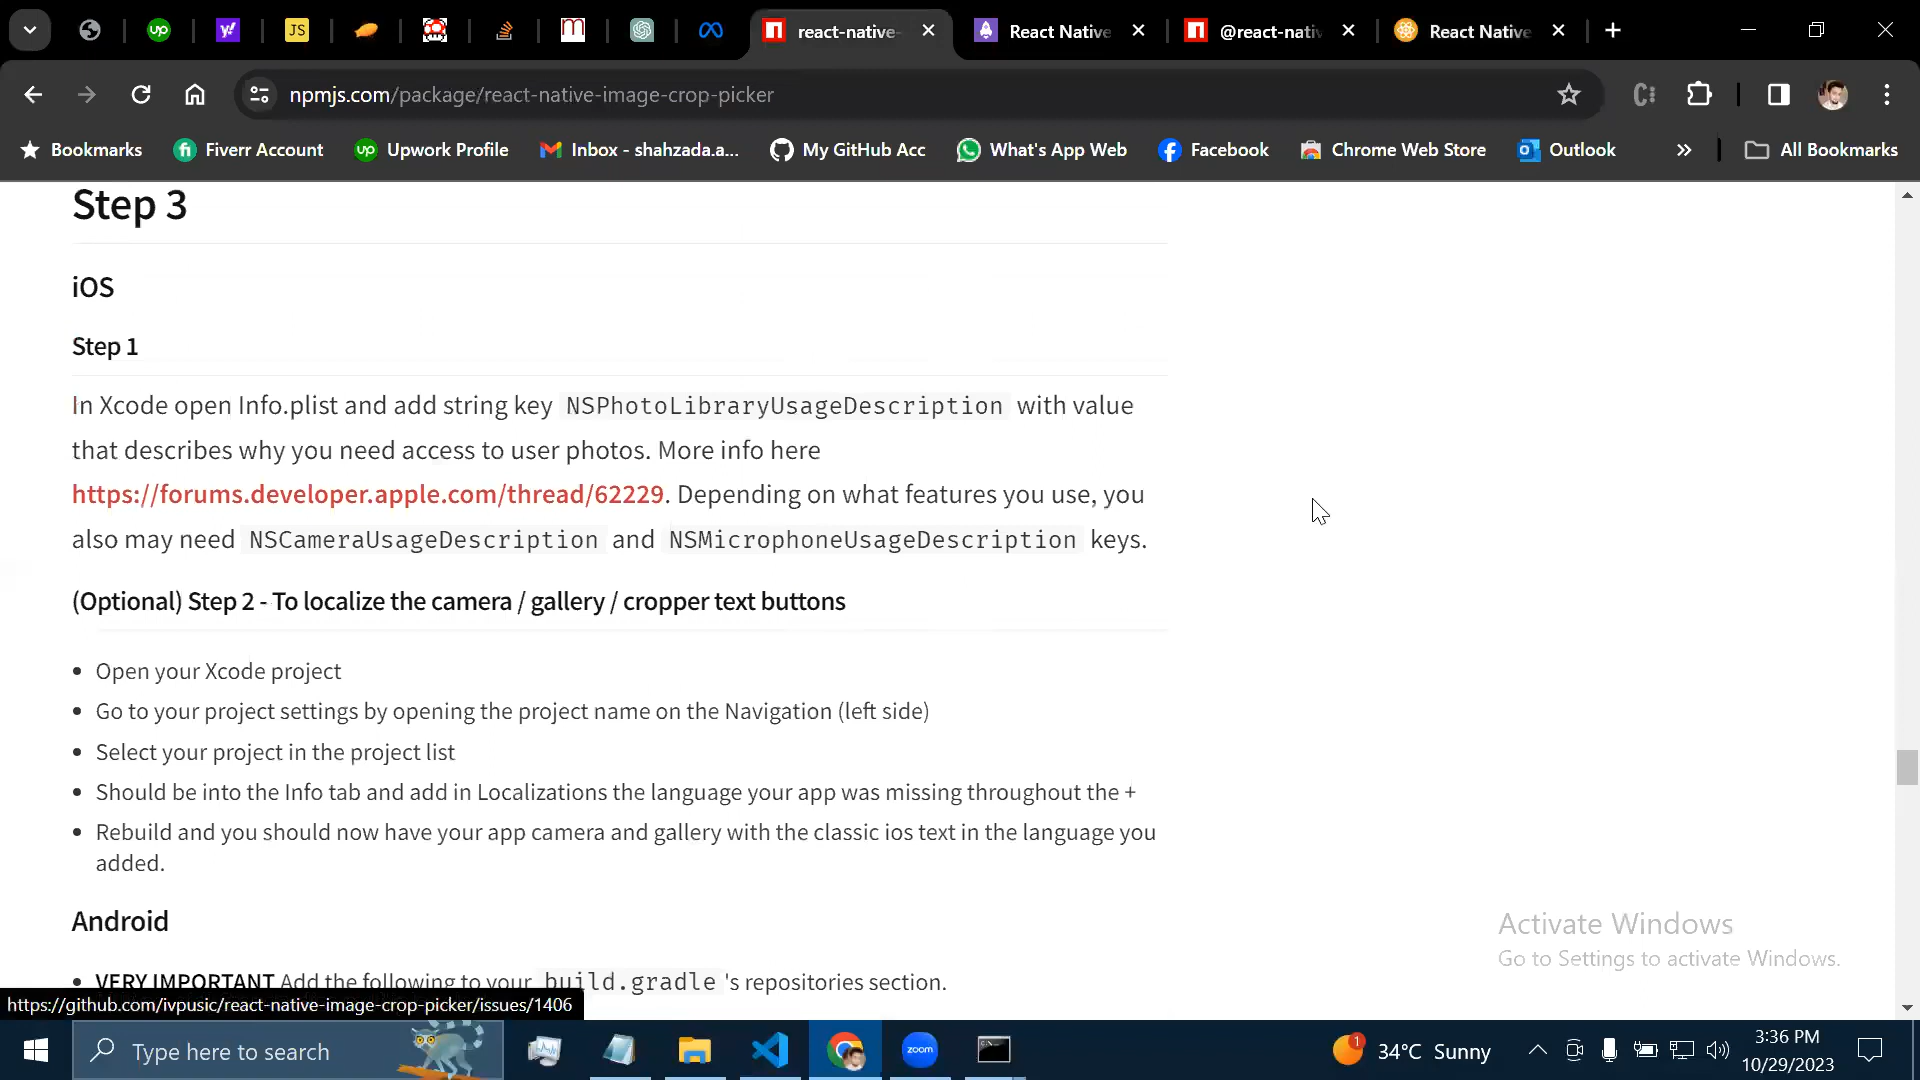 react-native-
React Native
@react-nativ
React Native
npmjs.com/package/react-native-image-crop-picker
Bookmarks
Fiverr Account
Upwork Profile
Inbox - shahzada.a...
My GitHub Acc
What's App Web
Facebook
Chrome Web Store
Outlook
All Bookmarks
Step 3
iOS
Step 1
In Xcode open Info.plist and add string key NSPhotoLibraryUsageDescription with value
that describes why you need access to user photos. More info here
https://forums.developer.apple.com/thread/62229. Depending on what features you use, you
also may need NSCameraUsageDescription and NSMicrophoneUsageDescription keys.
(Optional) Step 2 - To localize the camera / gallery / cropper text buttons
• Open your Xcode project
• Go to your project settings by opening the project name on the Navigation (left side)
• Select your project in the project list
• Should be into the Info tab and add in Localizations the language your app was missing throughout the +
• Rebuild and you should now have your app camera and gallery with the classic ios text in the language you
added.
Android
• VERY IMPORTANT Add the following to your build.gradle 's repositories section.
Activate Windows
Go to Settings to activate Windows.
https://github.com/ivpusic/react-native-image-crop-picker/issues/1406
Type here to search
zoom
1
34°C Sunny
3:36 PM
10/29/2023